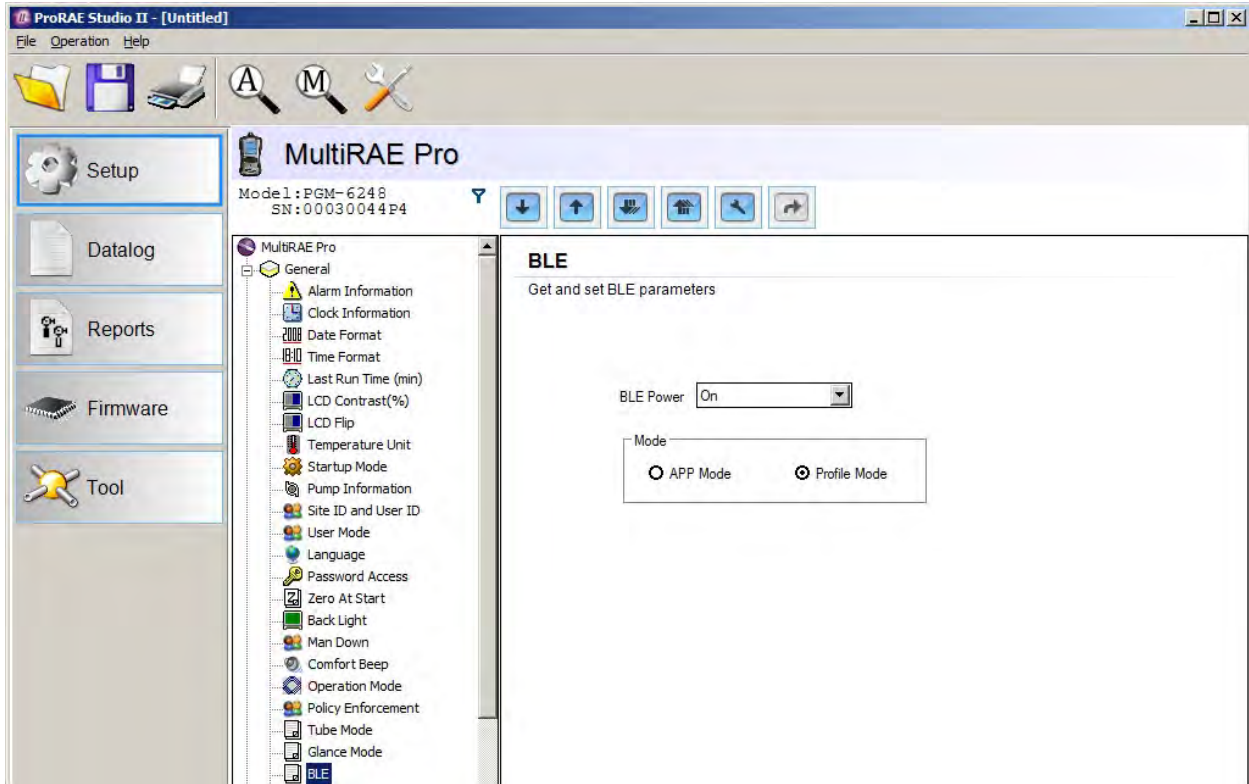 ProRAE Studio II - [Untitled]
File Operation Help
A M
Setup
Datalog
Reports
Firmware
Tool
MultiRAE Pro
Model:PGM-6248
SN:00030044P4
MultiRAE Pro
General
Alarm Information
Clock Information
Date Format
Time Format
Last Run Time (min)
LCD Contrast(%)
LCD Flip
Temperature Unit
Startup Mode
Pump Information
Site ID and User ID
User Mode
Language
Password Access
Zero At Start
Back Light
Man Down
Comfort Beep
Operation Mode
Policy Enforcement
Tube Mode
Glance Mode
BLE
BLE
Get and set BLE parameters
BLE Power On
Mode
APP Mode Profile Mode